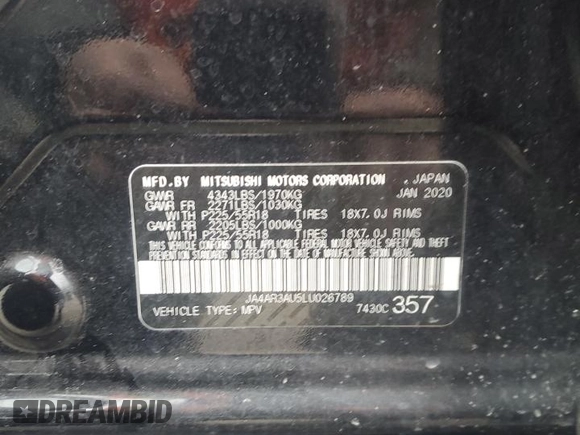 MFD.BY MITSUBISHI MOTORS CORPORATION , JAPAN
GVWR 4343LBS/1970KG JAN 2020
GAWR FR 2271LBS/1030KG
WITH P225/55R18 TIRES 18X7.0J RIMS
GAWR RR 2205LBS/1000KG
WITH P225/55R18 TIRES 18X7.0J RIMS
THIS VEHICLE CONFORMS TO ALL APPLICABLE FEDERAL MOTOR VEHICLE SAFETY AND THEFT
PREVENTION STANDARDS IN EFFECT ON THE DATE OF MANUFACTURE SHOWN ABOVE.
JA4AR3AU5LU026789
VEHICLE TYPE: MPV 7430C 357
DREAMBID